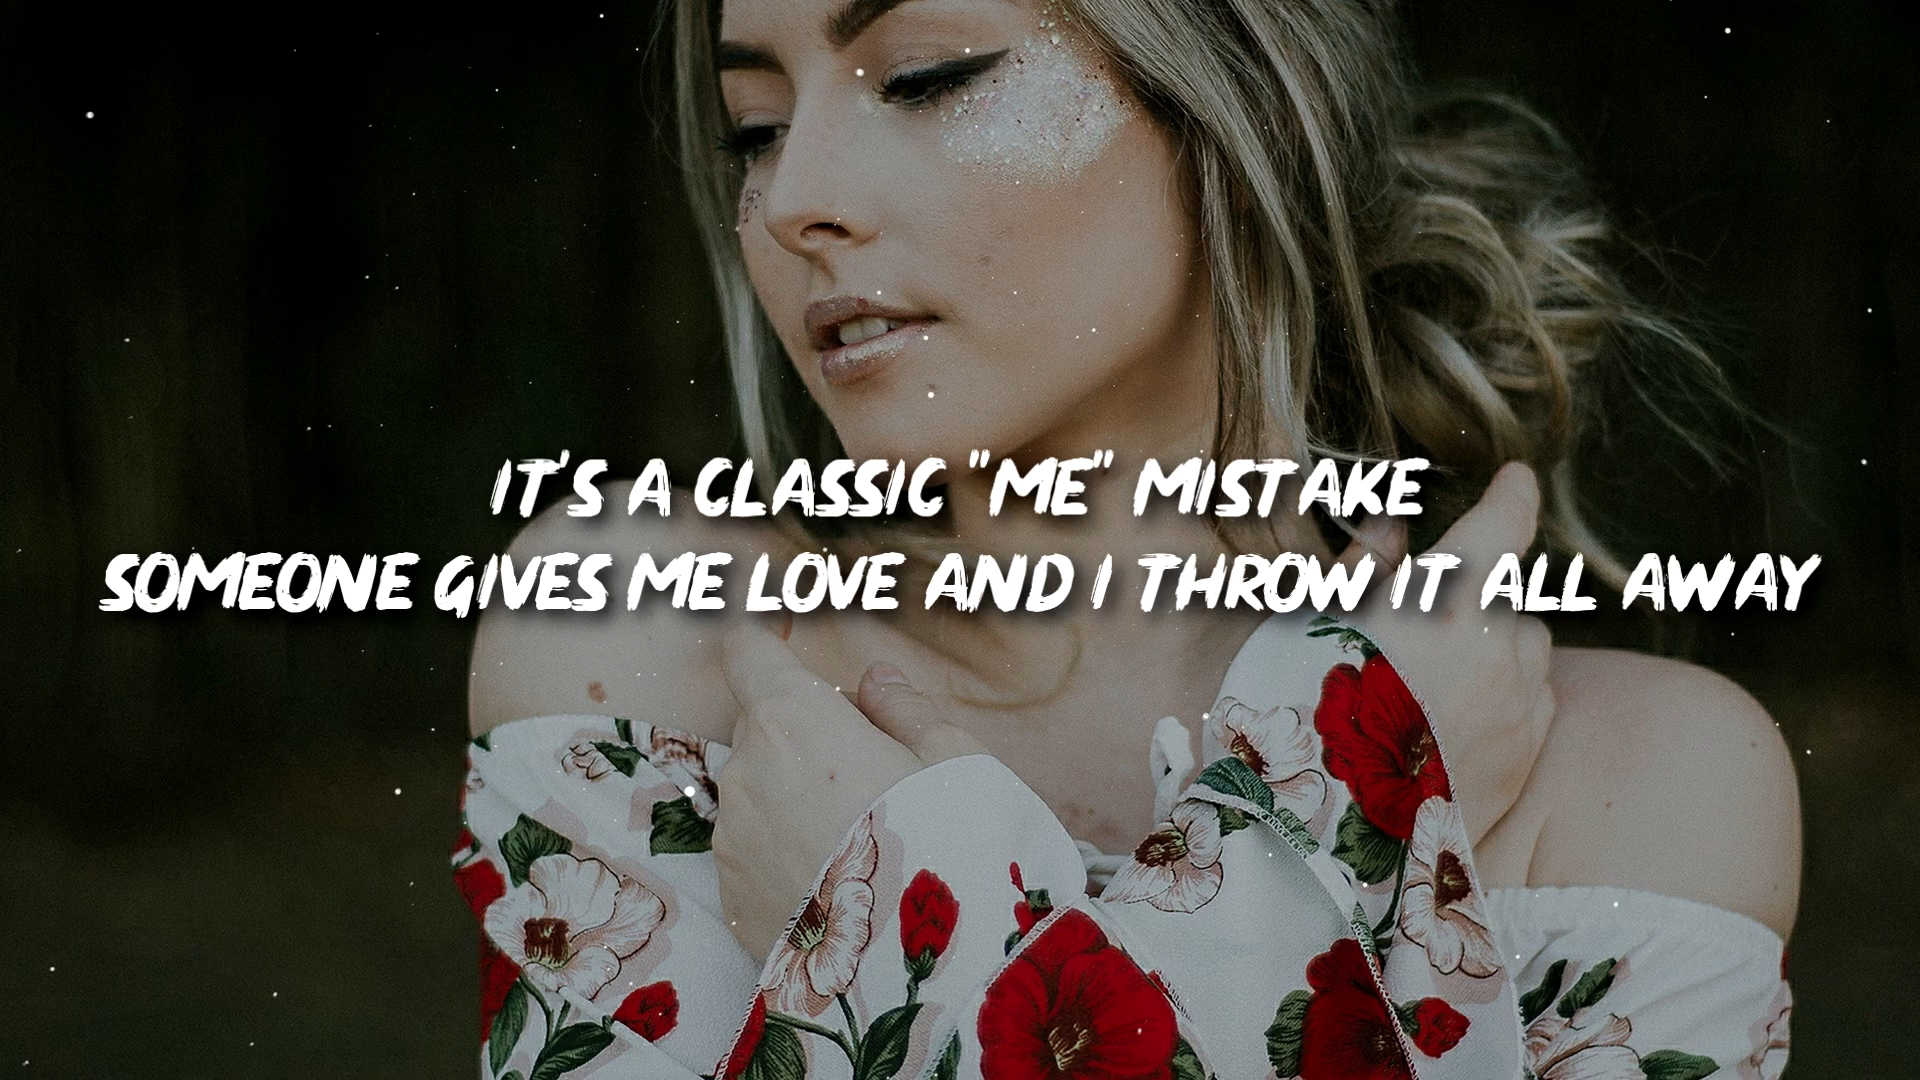 IT'S A CLASSIC "ME" MISTAKE
SOMEONE GIVES ME LOVE AND I THROW IT ALL AWAY